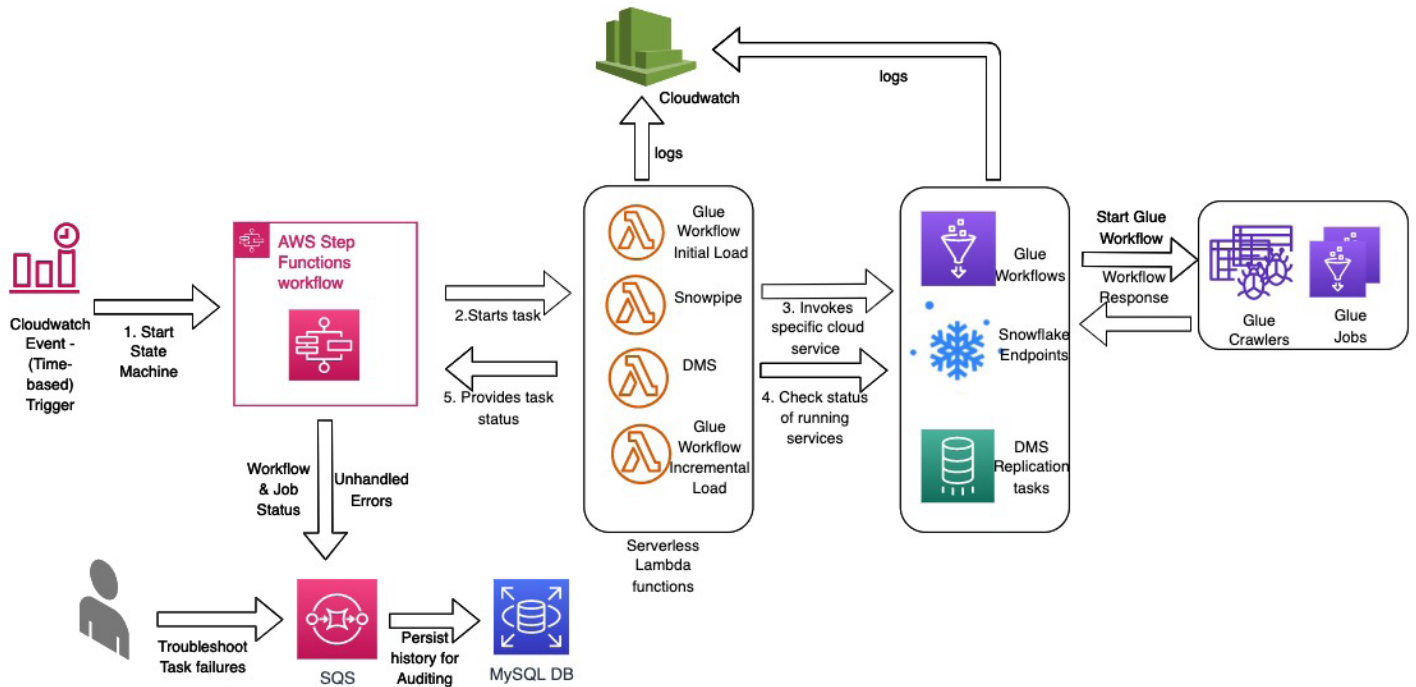 Cloudwatch
logs
logs
Cloudwatch
Event -
(Time-
based)
Trigger
1. Start
State
Machine
AWS Step
Functions
workflow
2.Starts task
5. Provides task
status
Glue
Workflow
Initial Load
Snowpipe
DMS
Glue
Workflow
Incremental
Load
Serverless
Lambda
functions
3. Invokes
specific cloud
service
4. Check status
of running
services
Glue
Workflows
Snowflake
Endpoints
DMS
Replication
tasks
Start Glue
Workflow
Workflow
Response
Glue
Crawlers
Glue
Jobs
Workflow
& Job
Status
Unhandled
Errors
Troubleshoot
Task failures
SQS
Persist
history for
Auditing
MySQL DB